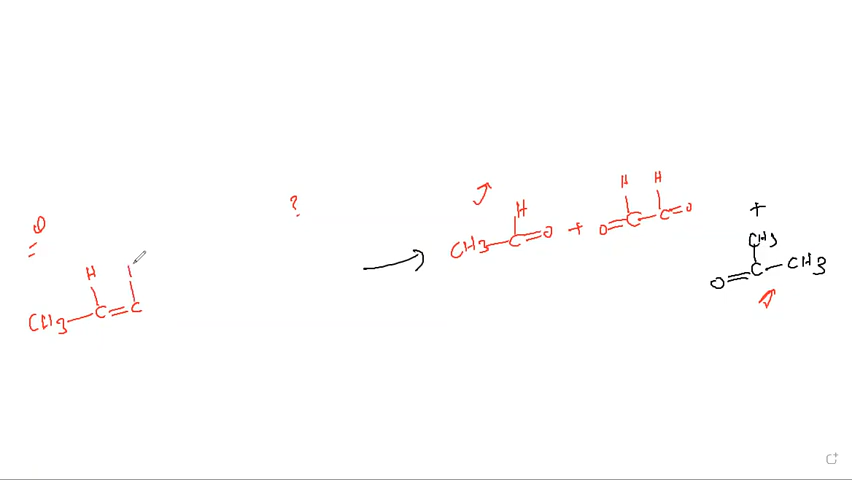 ?
H
CH3-C=O
+
H H
O=C-C=O
+
CH3
O=C-CH3
H
CH3-C=C